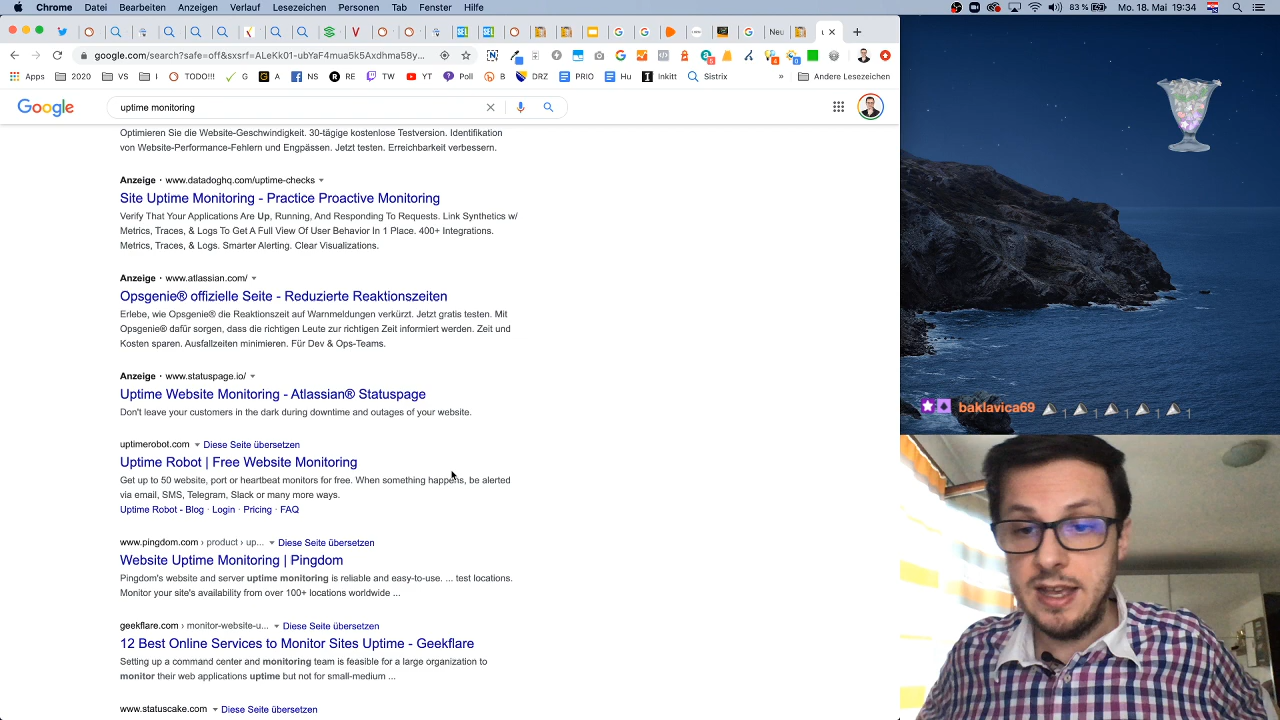 Chrome Datei Bearbeiten Anzeigen Verlauf Lesezeichen Personen Tab Fenster Hilfe
83 % Mo. 18. Mai 19:34
Neu
google.com/search?safe=off&sxsrf=ALeKk01-ubYaF4mua5k5Axdhma58y...
Apps 2020 VS I TODO!!! G A NS RE TW YT Poll B DRZ PRIO Hu Inkitt Sistrix » Andere Lesezeichen
Google uptime monitoring
Optimieren Sie die Website-Geschwindigkeit. 30-tägige kostenlose Testversion. Identifikation
von Website-Performance-Fehlern und Engpässen. Jetzt testen. Erreichbarkeit verbessern.
Anzeige · www.datadoghq.com/uptime-checks
Site Uptime Monitoring - Practice Proactive Monitoring
Verify That Your Applications Are Up, Running, And Responding To Requests. Link Synthetics w/
Metrics, Traces, & Logs To Get A Full View Of User Behavior In 1 Place. 400+ Integrations.
Metrics, Traces, & Logs. Smarter Alerting. Clear Visualizations.
Anzeige · www.atlassian.com/
Opsgenie® offizielle Seite - Reduzierte Reaktionszeiten
Erlebe, wie Opsgenie® die Reaktionszeit auf Warnmeldungen verkürzt. Jetzt gratis testen. Mit
Opsgenie® dafür sorgen, dass die richtigen Leute zur richtigen Zeit informiert werden. Zeit und
Kosten sparen. Ausfallzeiten minimieren. Für Dev & Ops-Teams.
Anzeige · www.statuspage.io/
Uptime Website Monitoring - Atlassian® Statuspage
Don't leave your customers in the dark during downtime and outages of your website.
uptimerobot.com Diese Seite übersetzen
Uptime Robot | Free Website Monitoring
Get up to 50 website, port or heartbeat monitors for free. When something happens, be alerted
via email, SMS, Telegram, Slack or many more ways.
Uptime Robot - Blog · Login · Pricing · FAQ
www.pingdom.com › product › up... Diese Seite übersetzen
Website Uptime Monitoring | Pingdom
Pingdom's website and server uptime monitoring is reliable and easy-to-use. ... test locations.
Monitor your site's availability from over 100+ locations worldwide ...
geekflare.com › monitor-website-u... Diese Seite übersetzen
12 Best Online Services to Monitor Sites Uptime - Geekflare
Setting up a command center and monitoring team is feasible for a large organization to
monitor their web applications uptime but not for small-medium ...
www.statuscake.com Diese Seite übersetzen
baklavica69 1 1 1 1 1